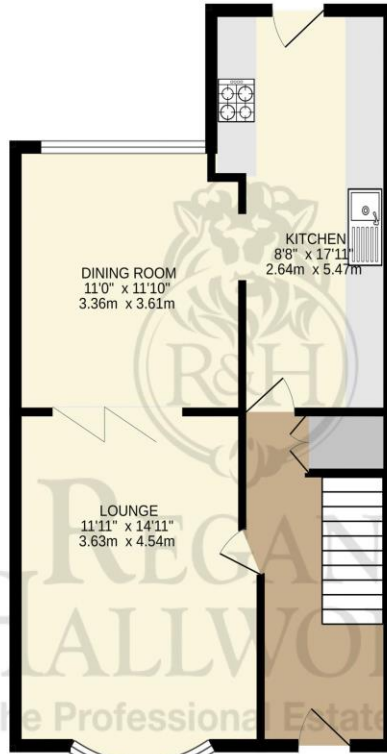 KITCHEN
8'8" x 17'11"
2.64m x 5.47m
DINING ROOM
11'0" x 11'10"
3.36m x 3.61m
R&H
LOUNGE
11'11" x 14'11"
3.63m x 4.54m
REGAN
HALLWO
he Professional Estate